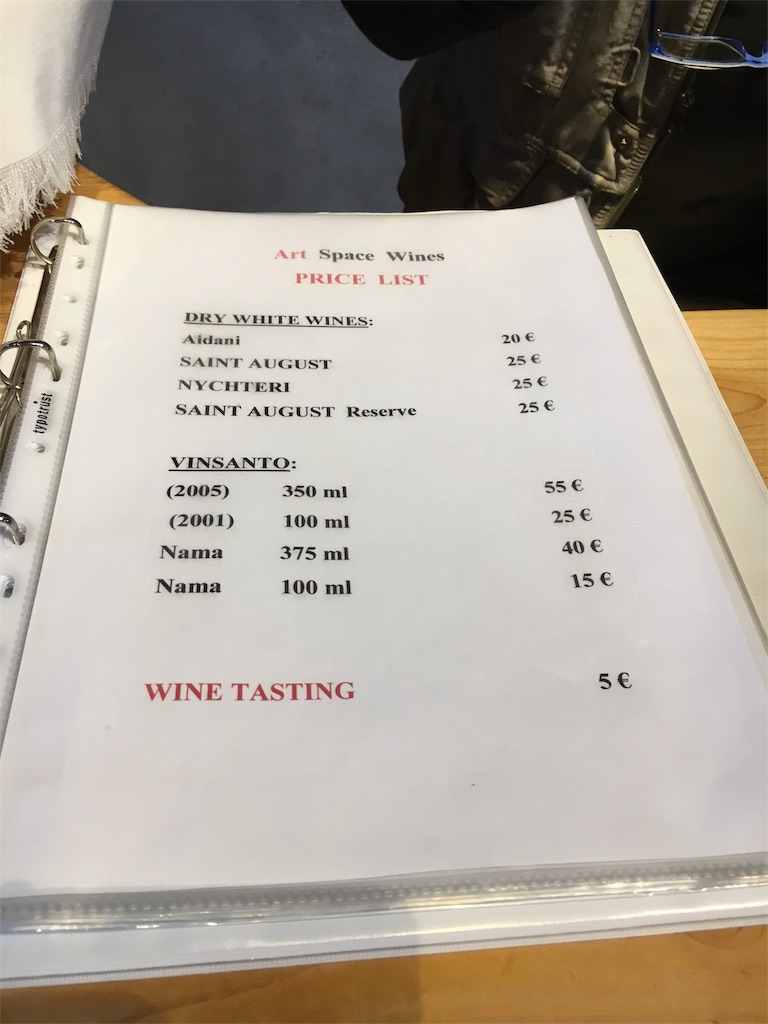 Art Space Wines
PRICE LIST
DRY WHITE WINES:
Aidani 20 €
SAINT AUGUST 25 €
NYCHTERI 25 €
SAINT AUGUST Reserve 25 €
VINSANTO:
(2005) 350 ml 55 €
(2001) 100 ml 25 €
Nama 375 ml 40 €
Nama 100 ml 15 €
WINE TASTING 5 €
typotrust